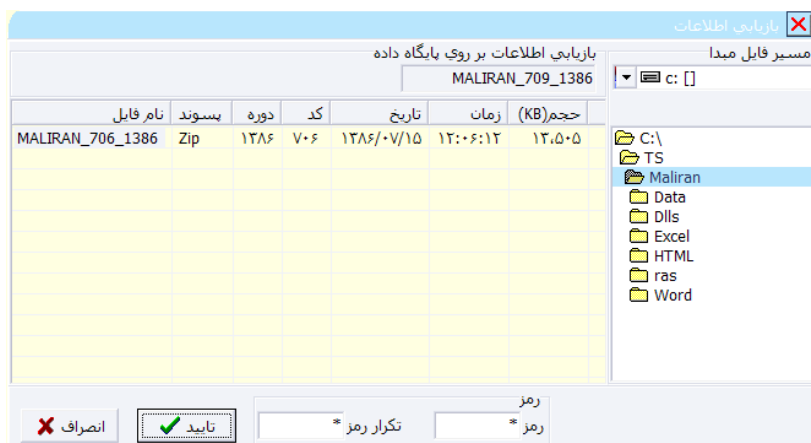 بازيابي اطلاعات
مسير فايل مبدا
c: []
C:\
TS
Maliran
Data
Dlls
Excel
HTML
ras
Word
بازيابي اطلاعات بر روي پايگاه داده
MALIRAN_709_1386
نام فايل پسوند دوره كد تاريخ زمان حجم(KB)
MALIRAN_706_1386 Zip ۱۳۸۶ ۷۰۶ ۱۳۸۶/۰۷/۱۵ ۱۲:۰۶:۱۲ ۱۳.۵۰۵
رمز
رمز * تكرار رمز *
تاييد انصراف